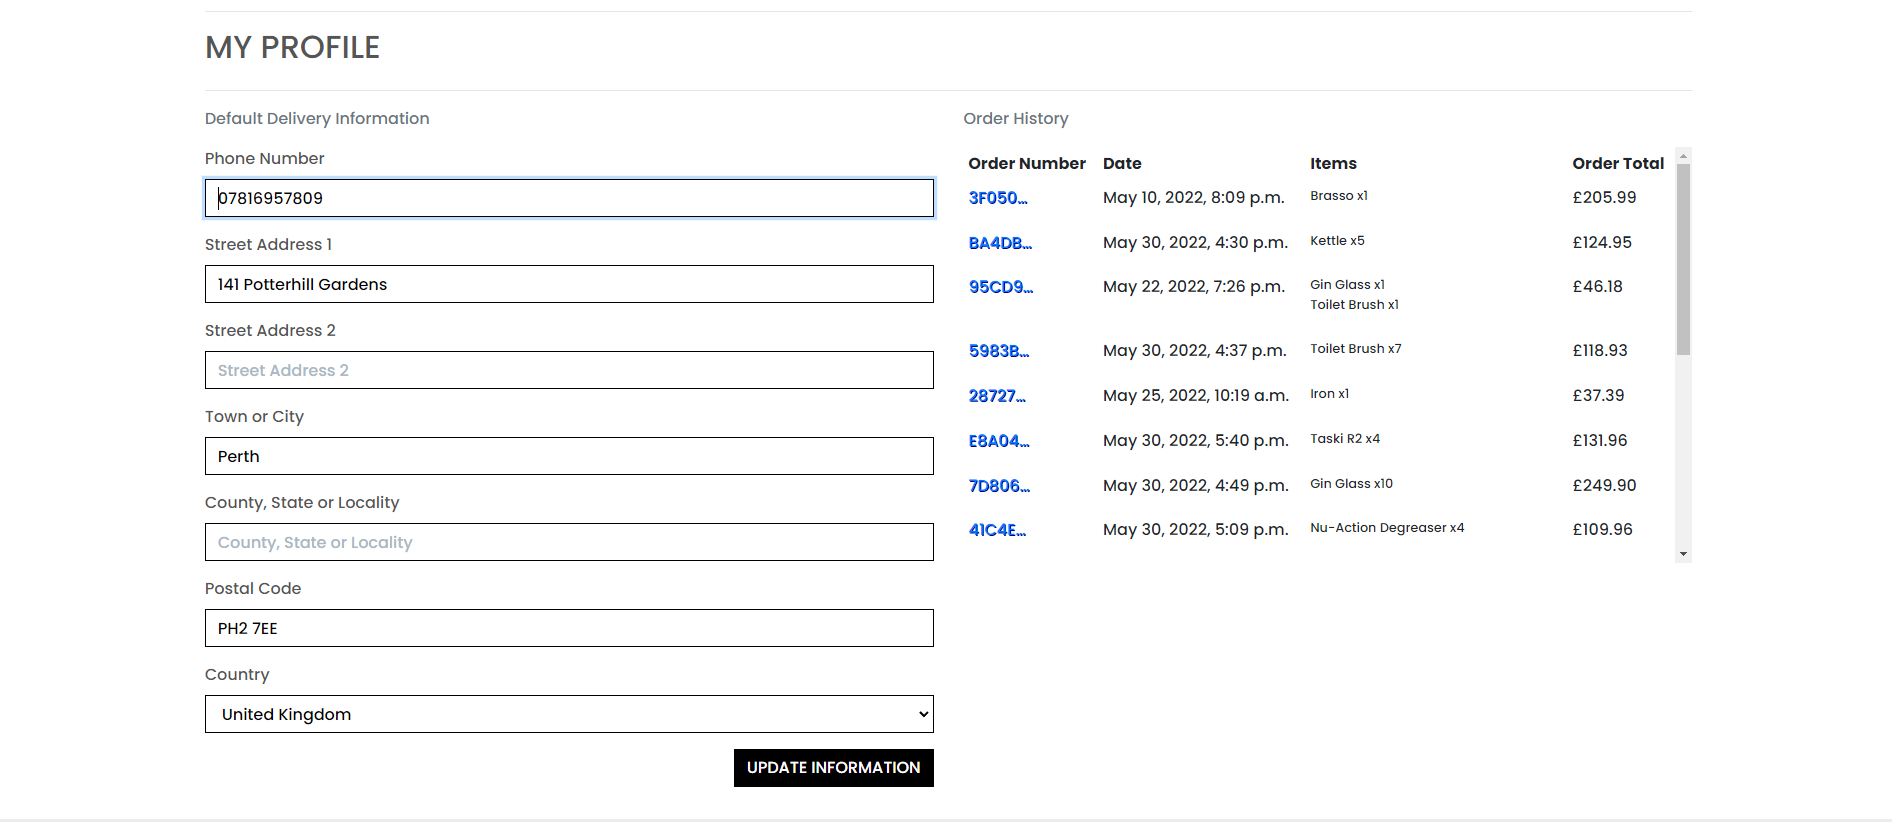 MY PROFILE
Default Delivery Information
Phone Number
07816957809
Street Address 1
141 Potterhill Gardens
Street Address 2
Street Address 2
Town or City
Perth
County, State or Locality
County, State or Locality
Postal Code
PH2 7EE
Country
United Kingdom
UPDATE INFORMATION
Order History
Order Number Date Items Order Total
3F050... May 10, 2022, 8:09 p.m. Brasso x1 £205.99
BA4DB... May 30, 2022, 4:30 p.m. Kettle x5 £124.95
95CD9... May 22, 2022, 7:26 p.m. Gin Glass x1 £46.18
Toilet Brush x1
5983B... May 30, 2022, 4:37 p.m. Toilet Brush x7 £118.93
28727... May 25, 2022, 10:19 a.m. Iron x1 £37.39
E8A04... May 30, 2022, 5:40 p.m. Taski R2 x4 £131.96
7D806... May 30, 2022, 4:49 p.m. Gin Glass x10 £249.90
41C4E... May 30, 2022, 5:09 p.m. Nu-Action Degreaser x4 £109.96